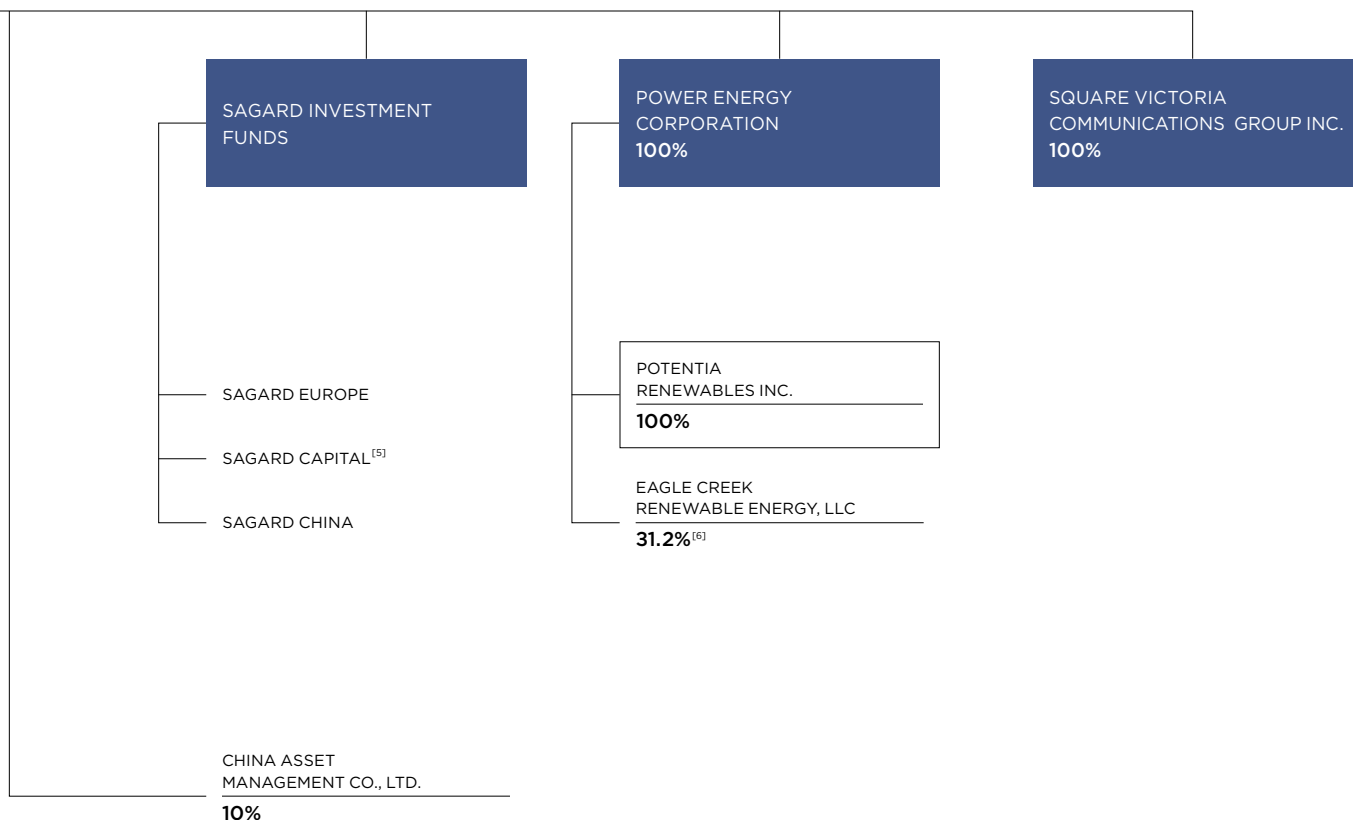 SAGARD INVESTMENT
FUNDS
POWER ENERGY
CORPORATION
100%
SQUARE VICTORIA
COMMUNICATIONS GROUP INC.
100%
SAGARD EUROPE
SAGARD CAPITAL[5]
SAGARD CHINA
POTENTIA
RENEWABLES INC.
100%
EAGLE CREEK
RENEWABLE ENERGY, LLC
31.2%[6]
CHINA ASSET
MANAGEMENT CO., LTD.
10%